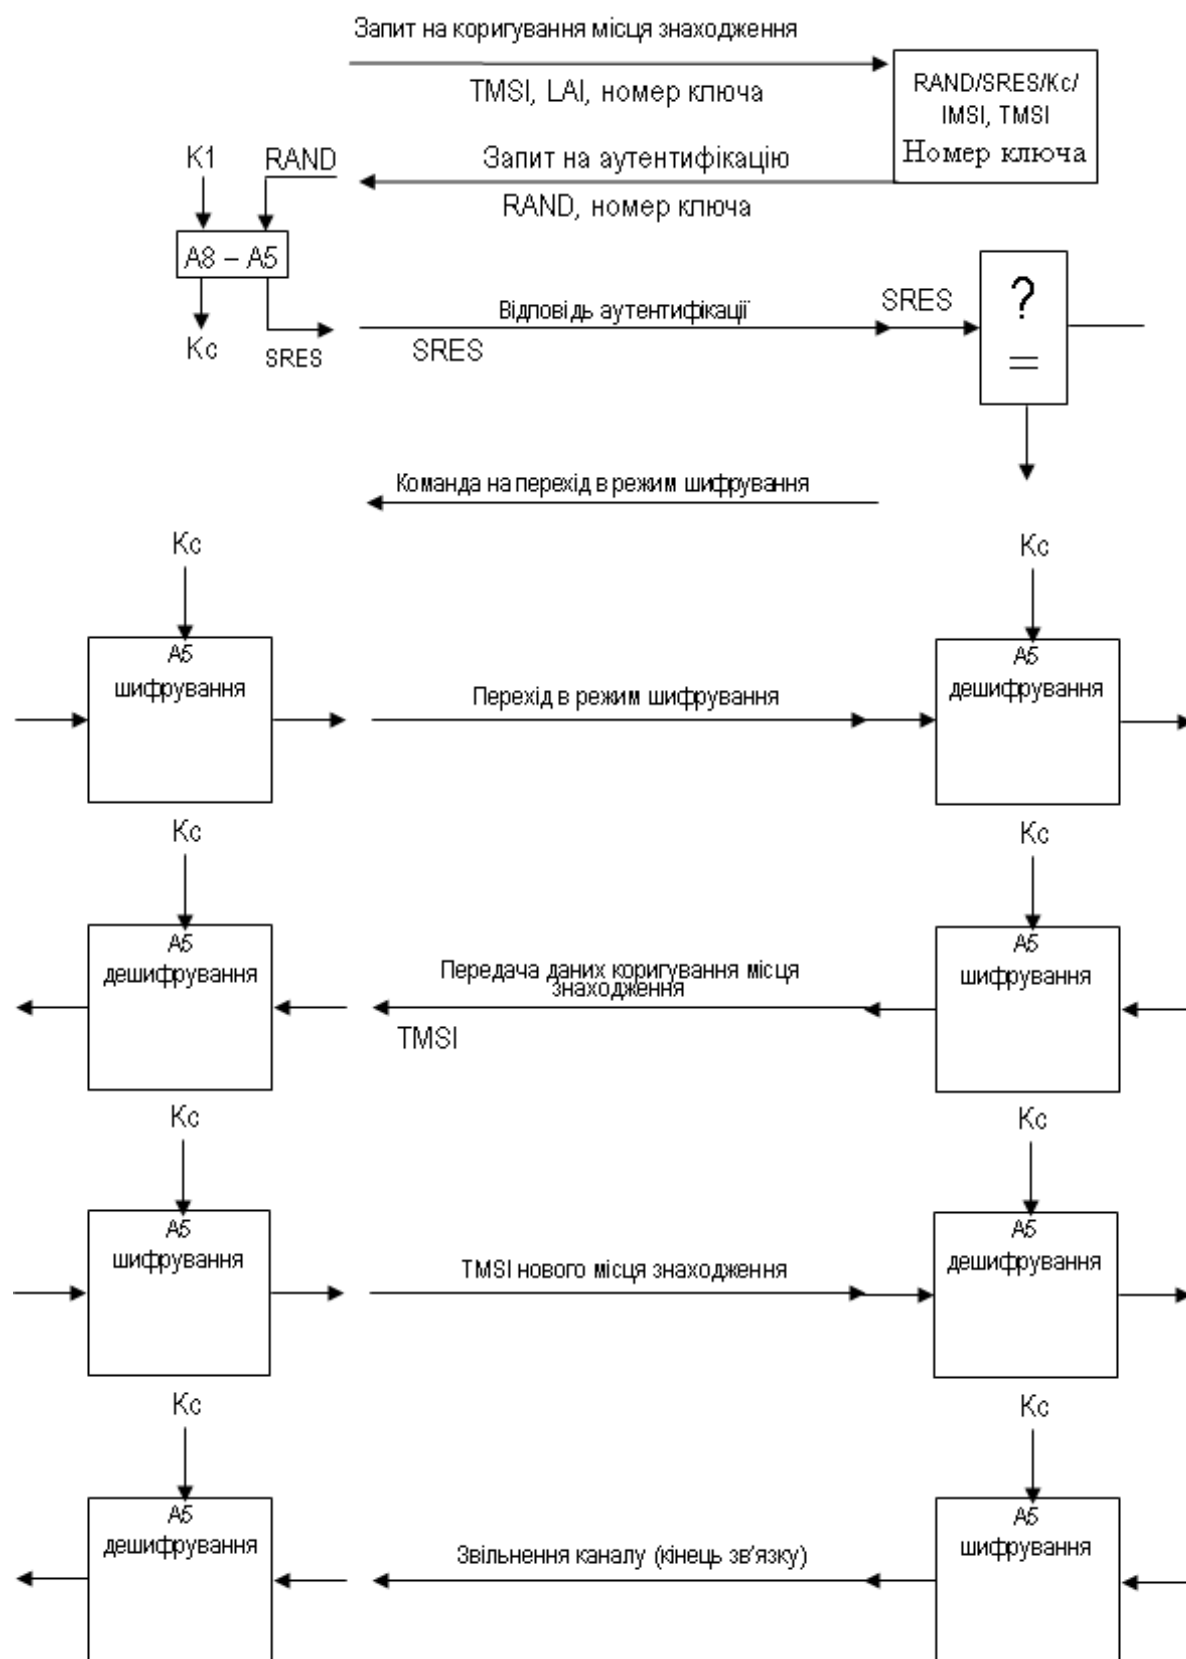 Запит на коригування місця знаходження
TMSI, LAI, номер ключа
RAND/SRES/Kc/
IMSI, TMSI
Номер ключа
K1
RAND
Запит на аутентифікацію
RAND, номер ключа
A8 – A5
Kc
SRES
Відповідь аутентифікації
SRES
SRES
?
=
Команда на перехід в режим шифрування
Kc
Kc
A5
шифрування
Перехід в режим шифрування
A5
дешифрування
Kc
Kc
A5
дешифрування
Передача даних коригування місця
знаходження
TMSI
A5
шифрування
Kc
Kc
A5
шифрування
TMSI нового місця знаходження
A5
дешифрування
Kc
Kc
A5
дешифрування
Звільнення каналу (кінець зв'язку)
A5
шифрування